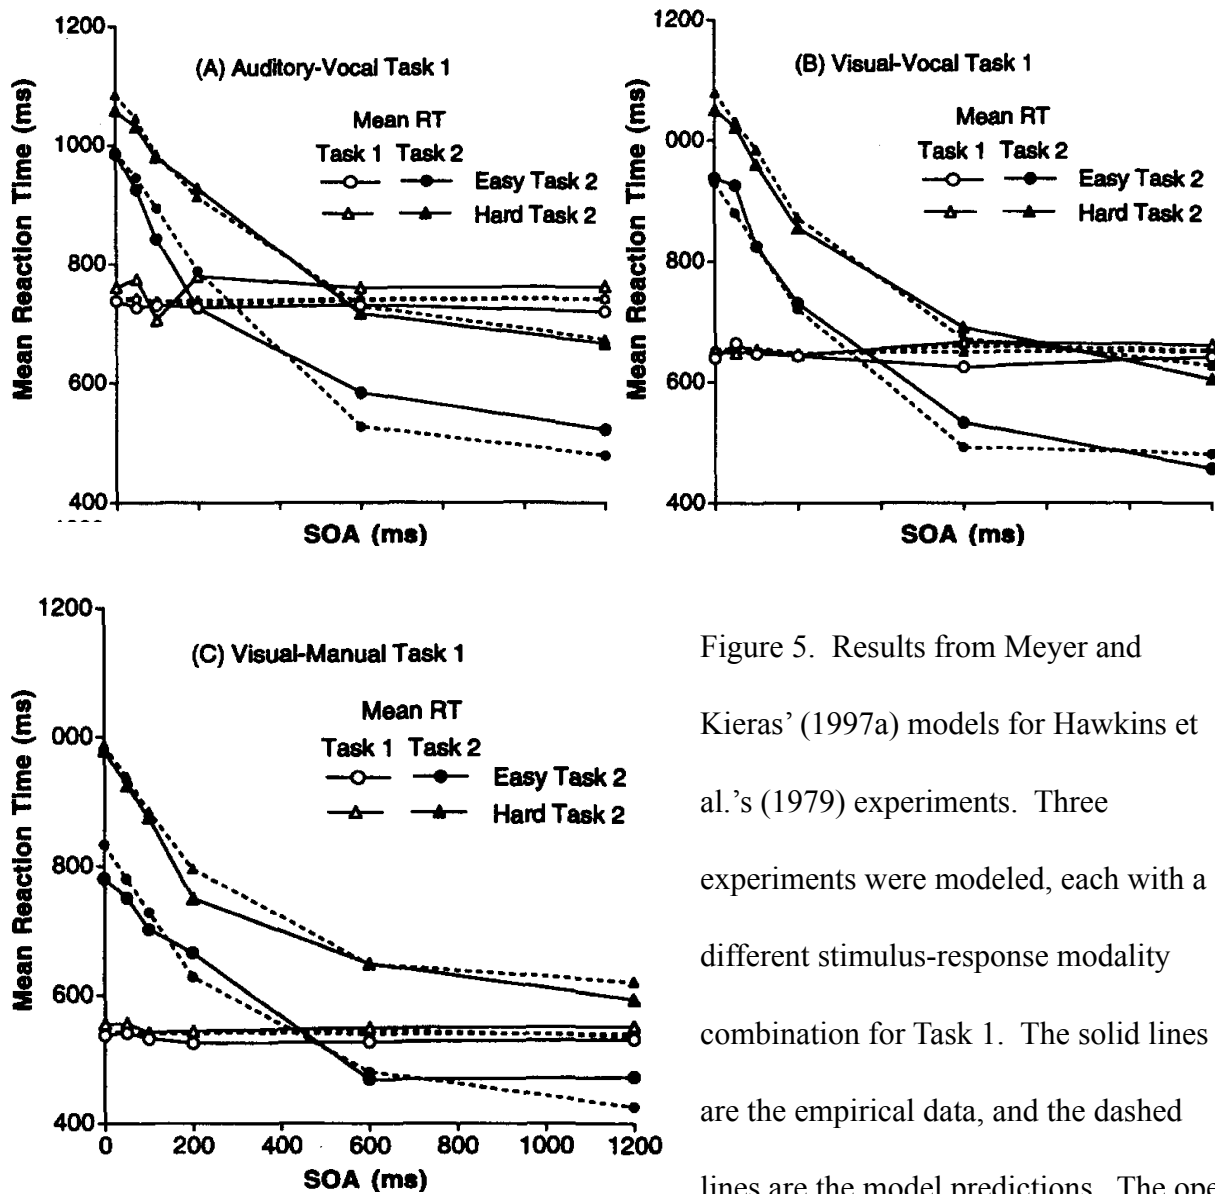 1200
1000
800
600
400
Mean Reaction Time (ms)
(A) Auditory-Vocal Task 1
Mean RT
Task 1 Task 2
Easy Task 2
Hard Task 2
SOA (ms)
1200
000
800
600
400
Mean Reaction Time (ms)
(B) Visual-Vocal Task 1
Mean RT
Task 1 Task 2
Easy Task 2
Hard Task 2
SOA (ms)
1200
000
800
600
400
Mean Reaction Time (ms)
(C) Visual-Manual Task 1
Mean RT
Task 1 Task 2
Easy Task 2
Hard Task 2
0 200 400 600 800 1000 1200
SOA (ms)
Figure 5. Results from Meyer and
Kieras’ (1997a) models for Hawkins et
al.’s (1979) experiments. Three
experiments were modeled, each with a
different stimulus-response modality
combination for Task 1. The solid lines
are the empirical data, and the dashed
lines are the model predictions. The